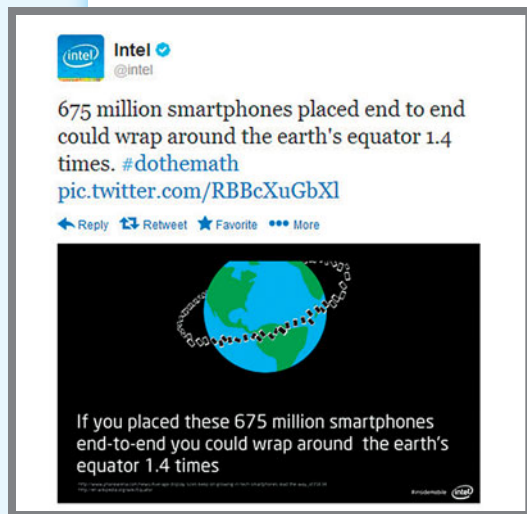 intel
Intel
@intel
675 million smartphones placed end to end
could wrap around the earth's equator 1.4
times. #dothemath
pic.twitter.com/RBBcXuGbXl
Reply Retweet Favorite More
If you placed these 675 million smartphones
end-to-end you could wrap around the earth's
equator 1.4 times
#insidemobile
intel